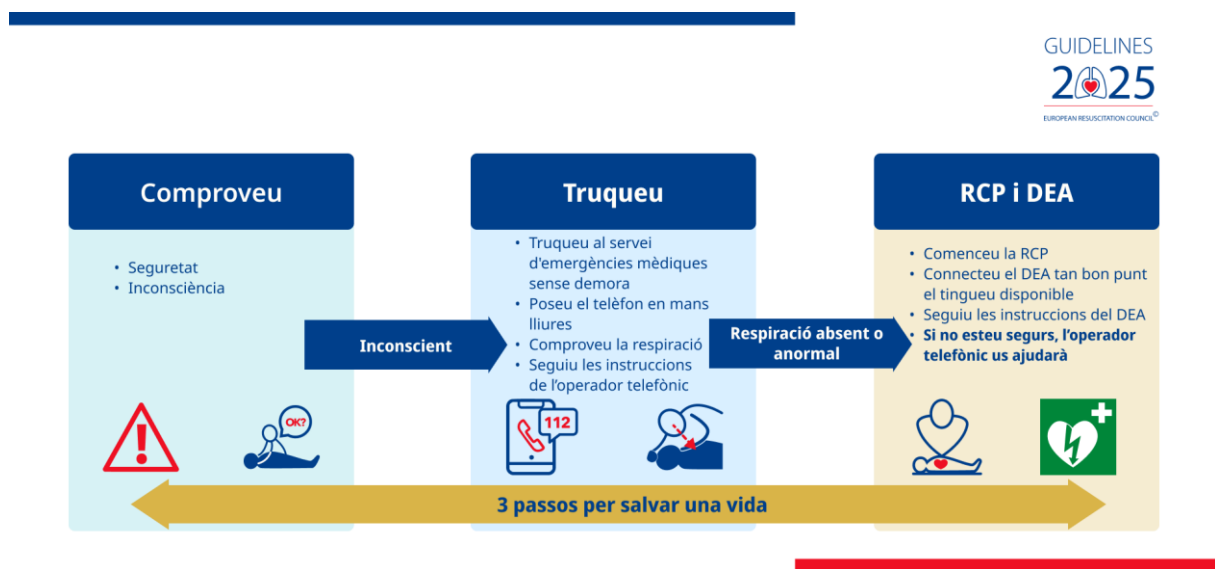 GUIDELINES
2025
EUROPEAN RESUSCITATION COUNCIL©
Comproveu
• Seguretat
• Inconsciència
OK?
Inconscient
Truqueu
• Truqueu al servei
d'emergències mèdiques
sense demora
• Poseu el telèfon en mans
lliures
• Comproveu la respiració
• Seguiu les instruccions
de l’operador telefònic
112
Respiració absent o
anormal
RCP i DEA
• Comenceu la RCP
• Connecteu el DEA tan bon punt
el tingueu disponible
• Seguiu les instruccions del DEA
• Si no esteu segurs, l’operador
telefònic us ajudarà
3 passos per salvar una vida